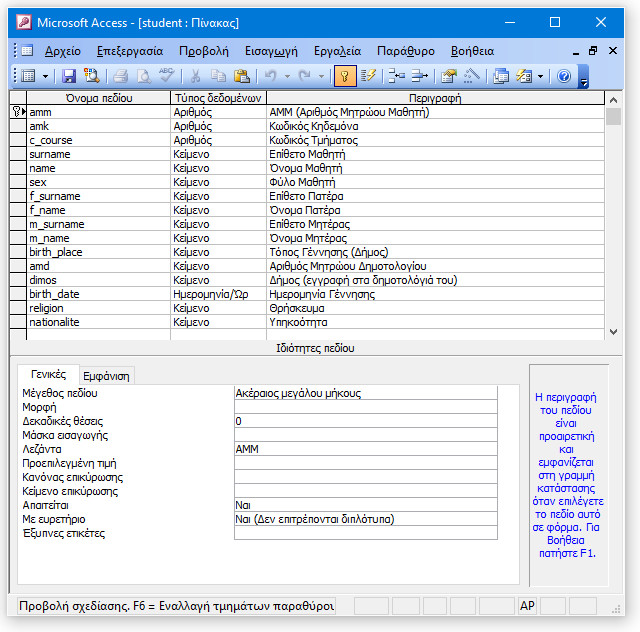 Microsoft Access - [student : Πίνακας]
Αρχείο Επεξεργασία Προβολή Εισαγωγή Εργαλεία Παράθυρο Βοήθεια
Όνομα πεδίου Τύπος δεδομένων Περιγραφή
amm Αριθμός ΑΜΜ (Αριθμός Μητρώου Μαθητή)
amk Αριθμός Κωδικός Κηδεμόνα
c_course Αριθμός Κωδικός Τμήματος
surname Κείμενο Επίθετο Μαθητή
name Κείμενο Όνομα Μαθητή
sex Κείμενο Φύλο Μαθητή
f_surname Κείμενο Επίθετο Πατέρα
f_name Κείμενο Όνομα Πατέρα
m_surname Κείμενο Επίθετο Μητέρας
m_name Κείμενο Όνομα Μητέρας
birth_place Κείμενο Τόπος Γέννησης (Δήμος)
amd Κείμενο Αριθμός Μητρώου Δημοτολογίου
dimos Κείμενο Δήμος (εγγραφή στα δημοτολόγιά του)
birth_date Ημερομηνία/Ώρ Ημερομηνία Γέννησης
religion Κείμενο Θρήσκευμα
nationalite Κείμενο Υπηκοότητα
Ιδιότητες πεδίου
Γενικές Εμφάνιση
Μέγεθος πεδίου Ακέραιος μεγάλου μήκους
Μορφή
Δεκαδικές θέσεις 0
Μάσκα εισαγωγής
Λεζάντα ΑΜΜ
Προεπιλεγμένη τιμή
Κανόνας επικύρωσης
Κείμενο επικύρωσης
Απαιτείται Ναι
Με ευρετήριο Ναι (Δεν επιτρέπονται διπλότυπα)
Έξυπνες ετικέτες
Η περιγραφή
του πεδίου
είναι
προαιρετική
και
εμφανίζεται
στη γραμμή
κατάστασης
όταν επιλέγετε
το πεδίο αυτό
σε φόρμα. Για
Βοήθεια
πατήστε F1.
Προβολή σχεδίασης. F6 = Εναλλαγή τμημάτων παραθύρου ΑΡ